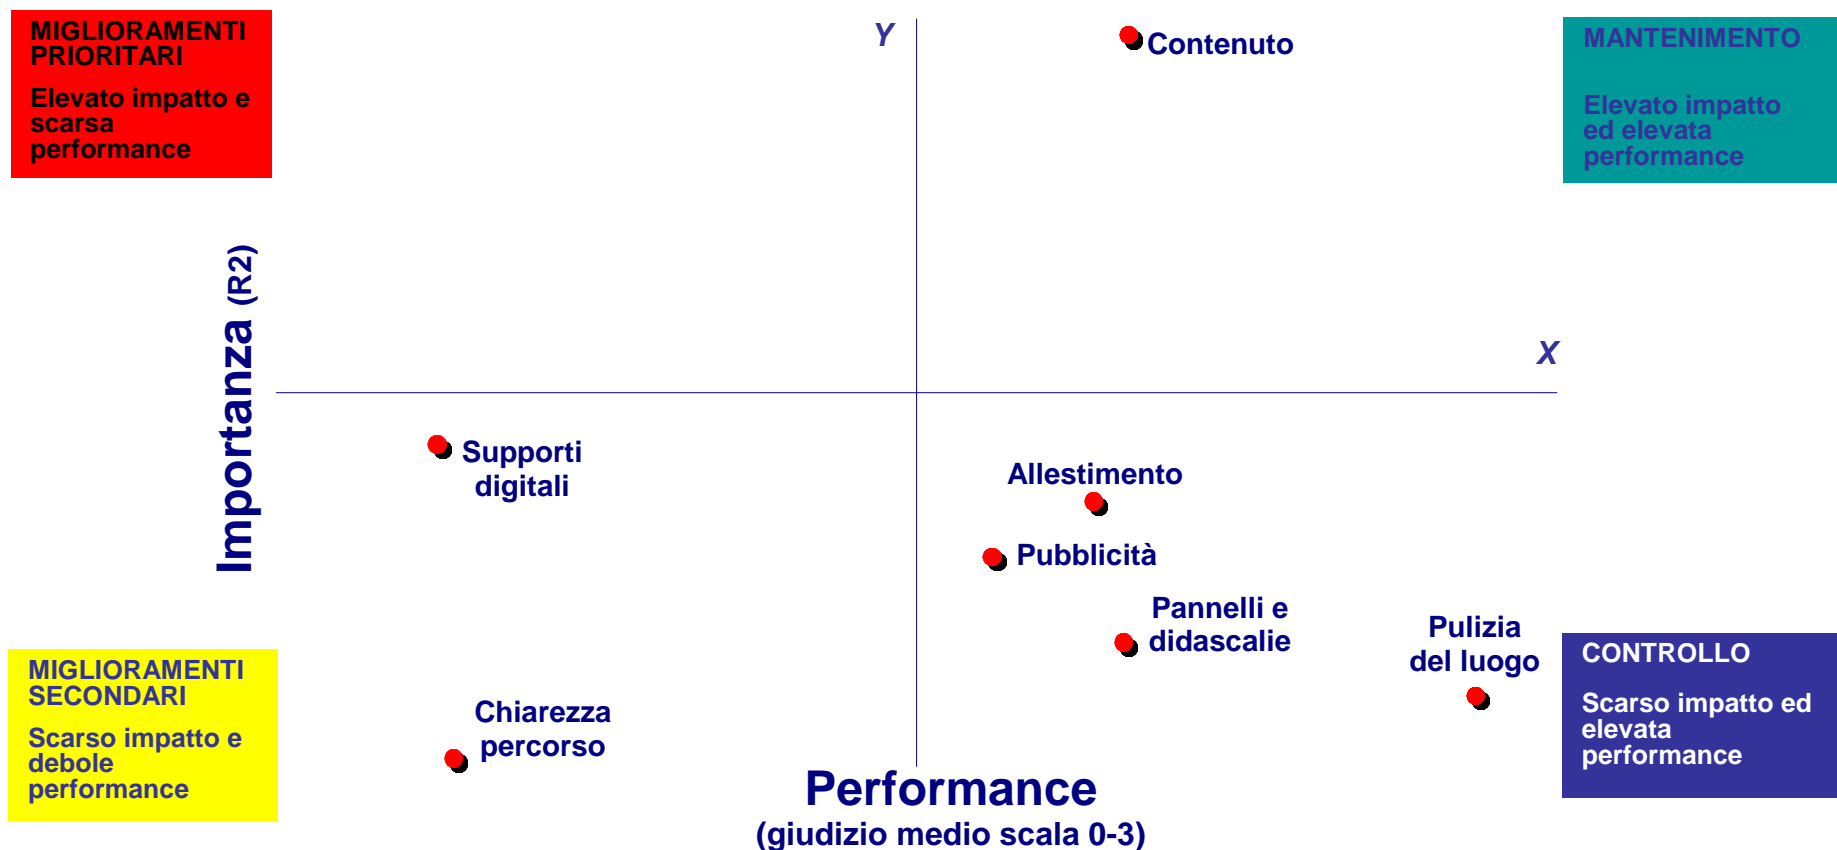 MIGLIORAMENTI
PRIORITARI
Elevato impatto e
scarsa
performance
Y
Contenuto
MANTENIMENTO
Elevato impatto
ed elevata
performance
Importanza (R2)
X
Supporti
digitali
Allestimento
Pubblicità
Pannelli e
didascalie
Pulizia
del luogo
MIGLIORAMENTI
SECONDARI
Scarso impatto e
debole
performance
Chiarezza
percorso
CONTROLLO
Scarso impatto ed
elevata
performance
Performance
(giudizio medio scala 0-3)